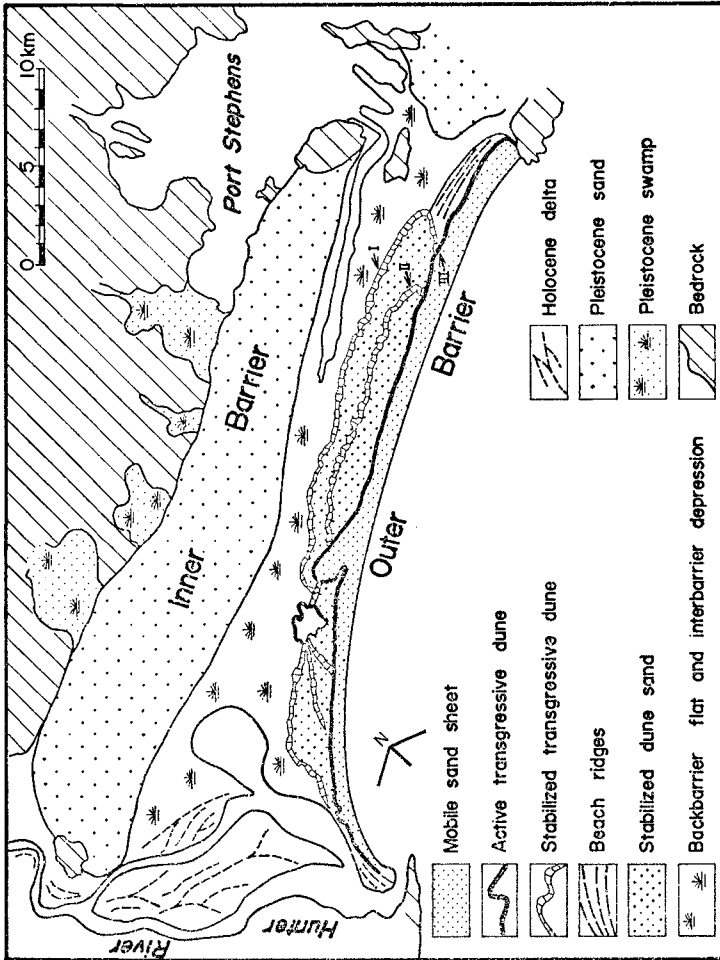 0 5 10km
Port Stephens
Inner Barrier
Outer Barrier
I
II
III
N
Hunter
River
Mobile sand sheet
Active transgressive dune
Stabilized transgressive dune
Beach ridges
Stabilized dune sand
Backbarrier flat and interbarrier depression
Holocene delta
Pleistocene sand
Pleistocene swamp
Bedrock